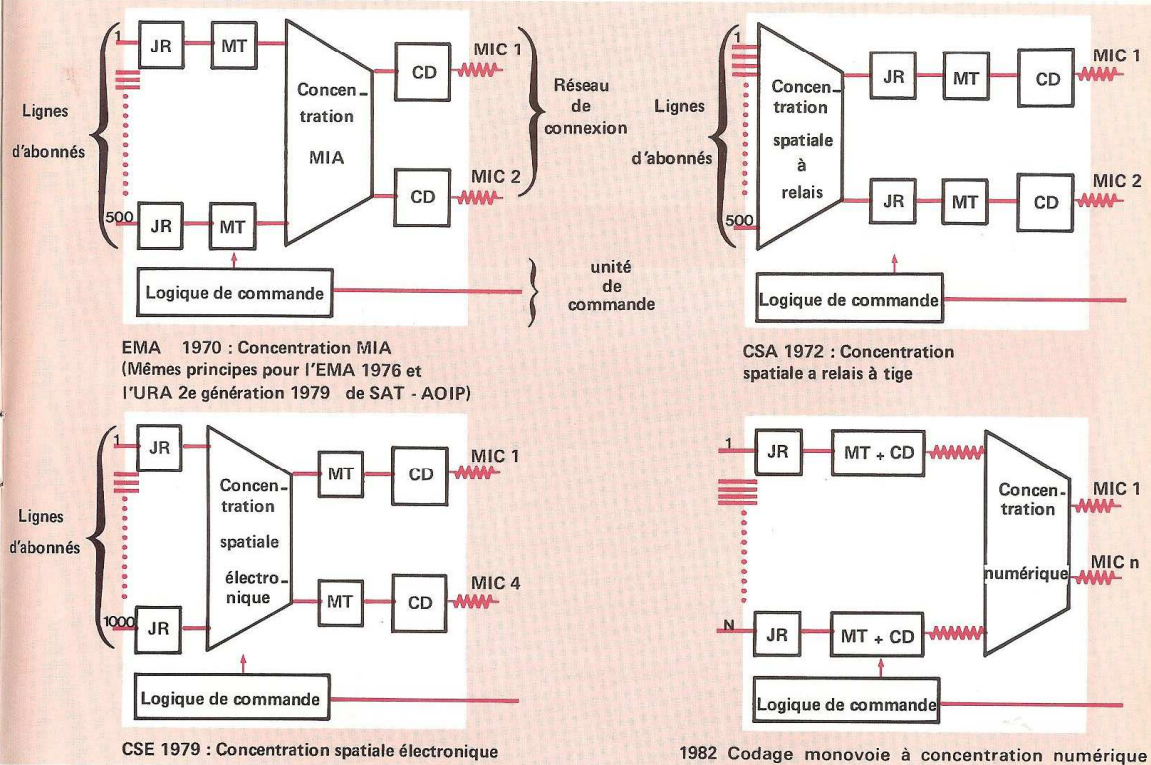 1
JR
MT
Lignes
d'abonnés
Concen-
tration
MIA
CD
MIC 1
Réseau
de
connexion
500
JR
MT
CD
MIC 2
Logique de commande
unité
de
commande
EMA 1970 : Concentration MIA
(Mêmes principes pour l'EMA 1976 et
l'URA 2e génération 1979 de SAT - AOIP)
1
Lignes
d'abonnés
500
Concen-
tration
spatiale
à
relais
JR
MT
CD
MIC 1
JR
MT
CD
MIC 2
Logique de commande
CSA 1972 : Concentration
spatiale a relais à tige
1
JR
Lignes
d'abonnés
1000
JR
Concen-
tration
spatiale
électro-
nique
MT
CD
MIC 1
MT
CD
MIC 4
Logique de commande
CSE 1979 : Concentration spatiale électronique
1
JR
MT + CD
N
JR
MT + CD
Concen-
tration
numérique
MIC 1
MIC n
Logique de commande
1982 Codage monovoie à concentration numérique